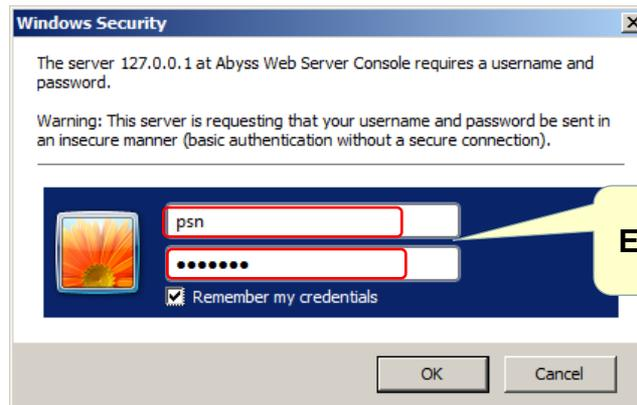 Windows Security
The server 127.0.0.1 at Abyss Web Server Console requires a username and
password.
Warning: This server is requesting that your username and password be sent in
an insecure manner (basic authentication without a secure connection).
psn
●●●●●●●
E
Remember my credentials
OK
Cancel